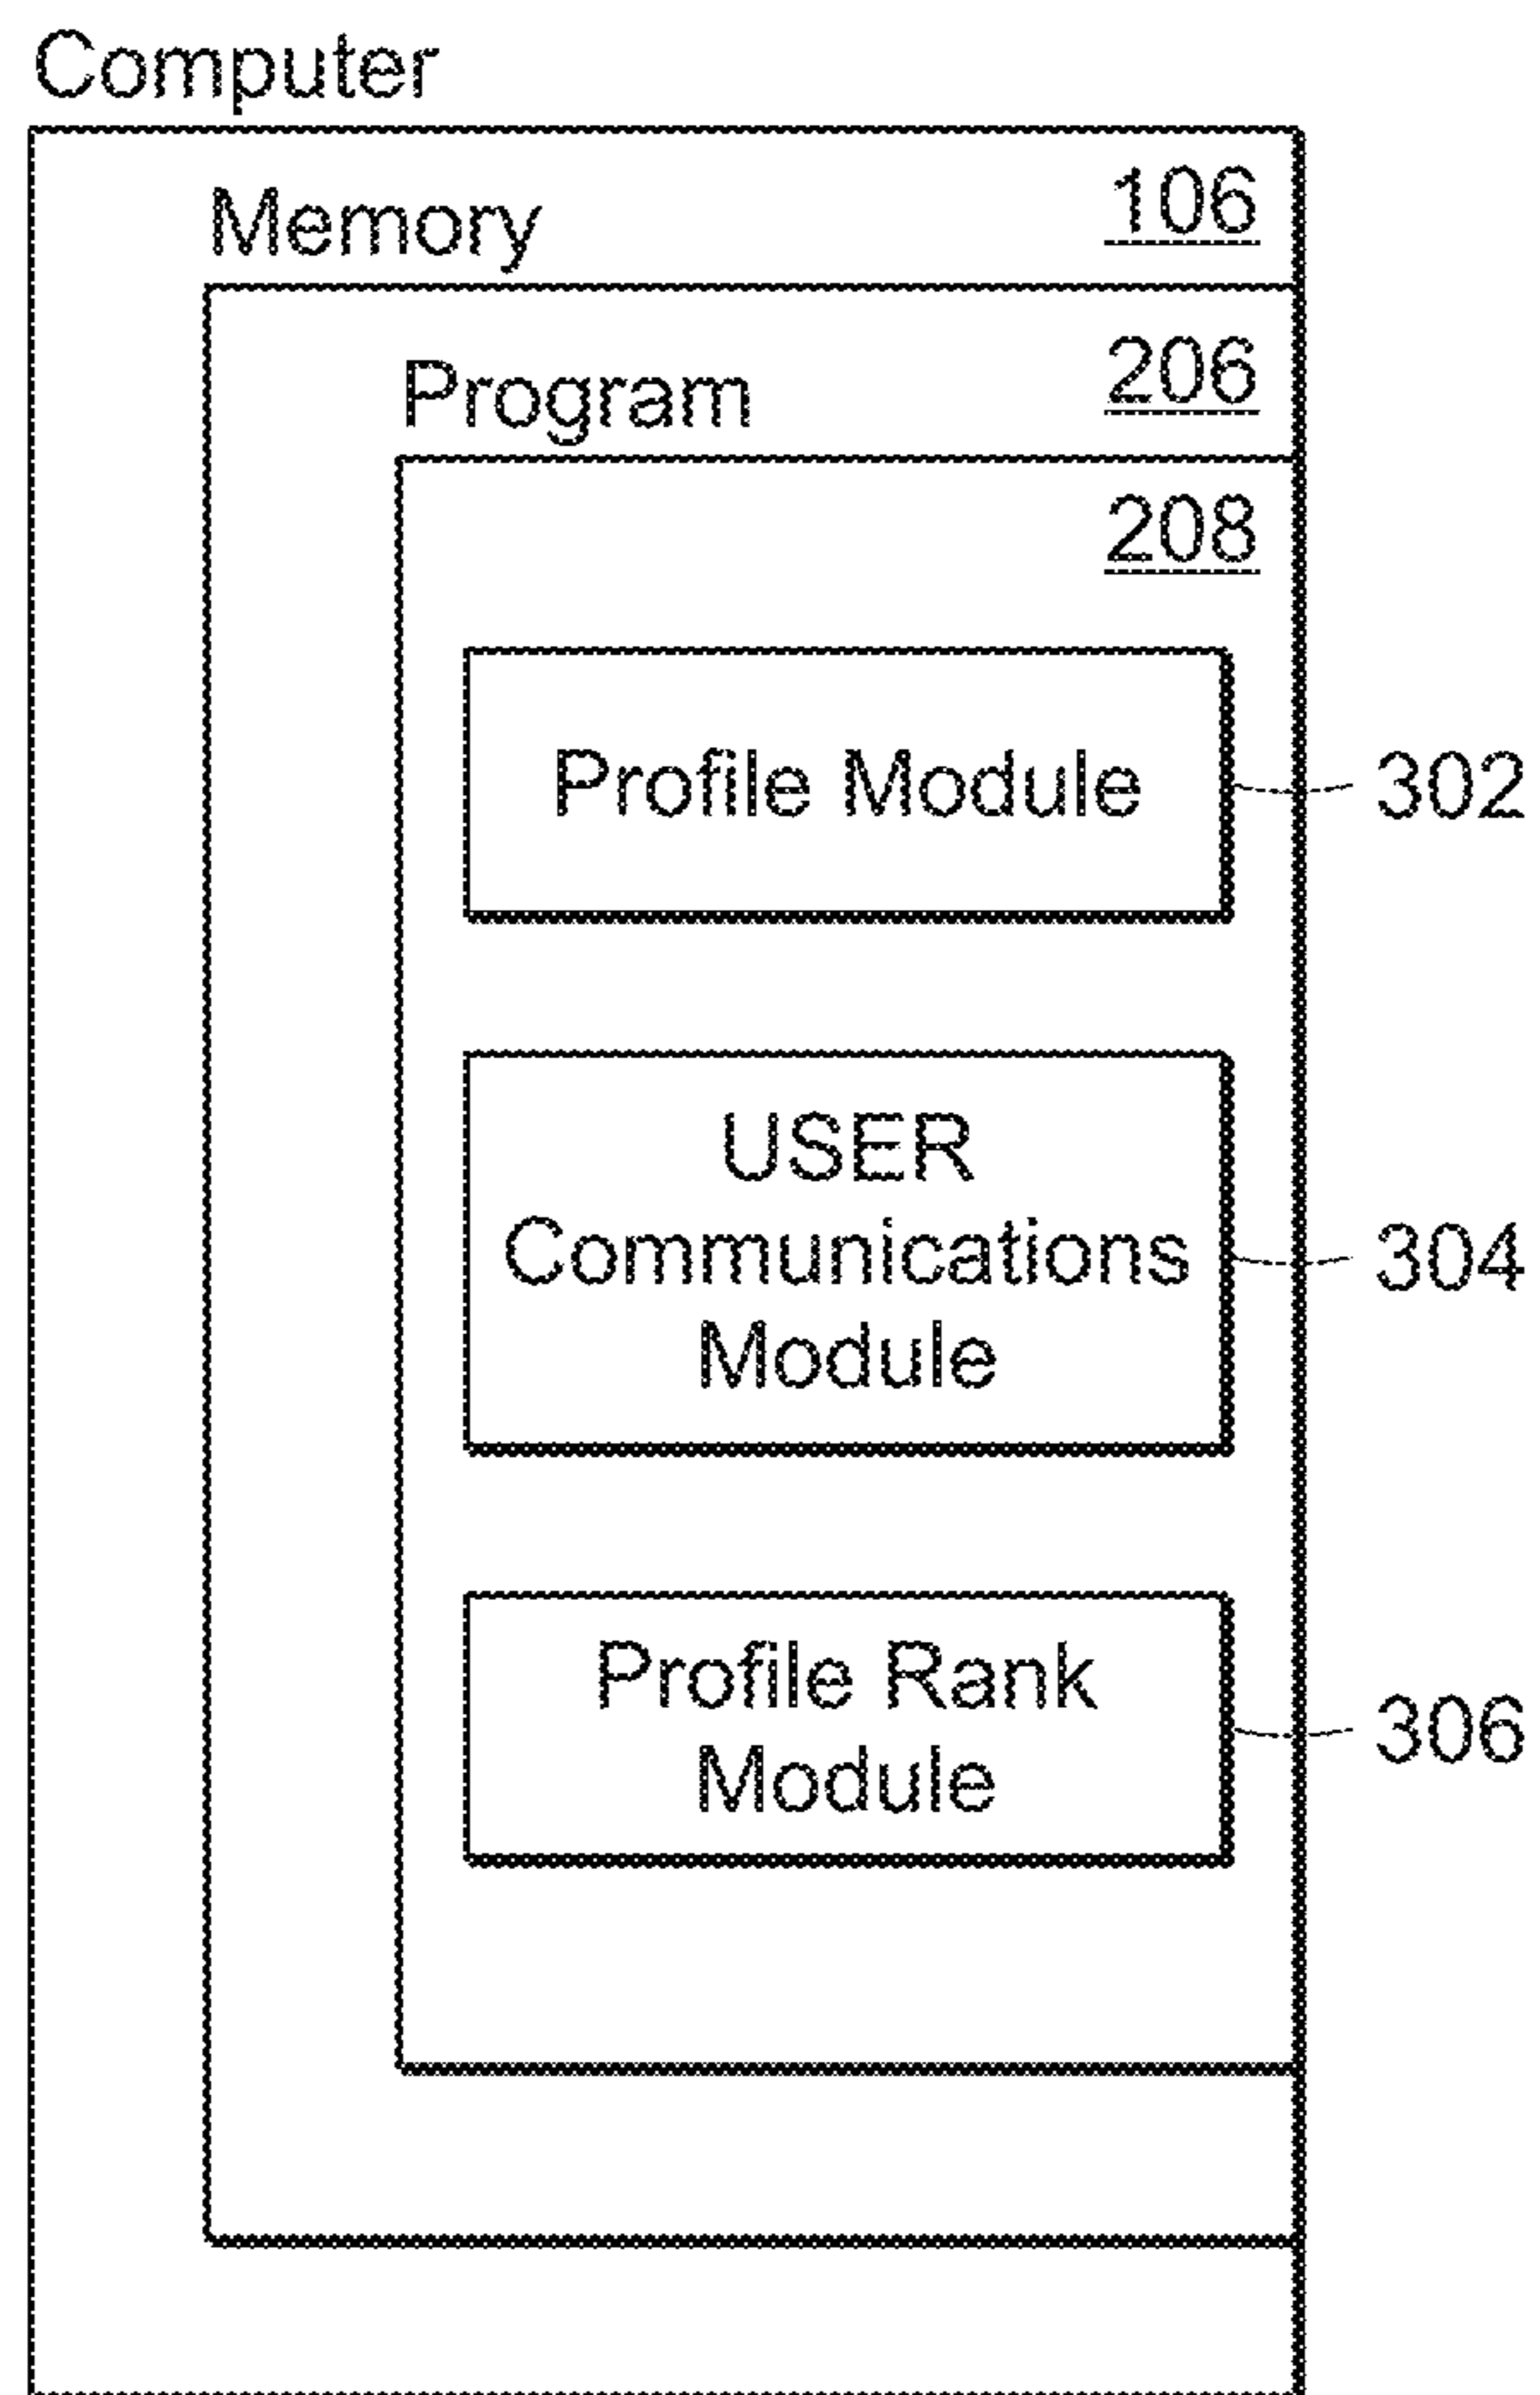 Computer
106
Memory
206
Program
208
Profile Module
302
USER
Communications
Module
304
Profile Rank
Module
306